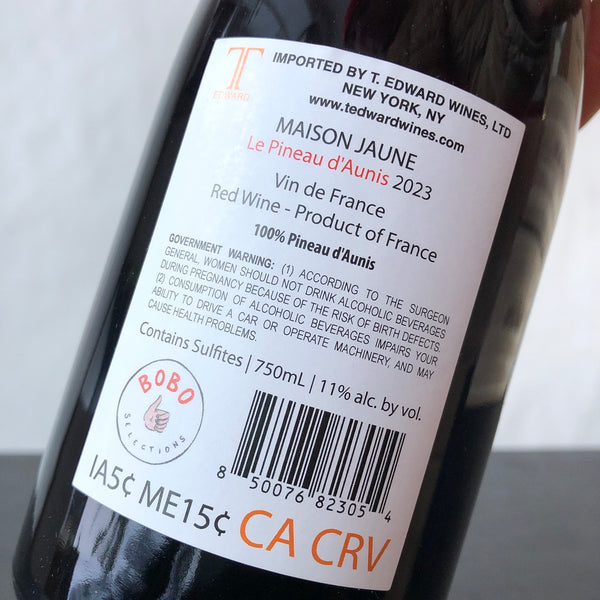 T
EDWARD
IMPORTED BY T. EDWARD WINES, LTD
NEW YORK, NY
www.tedwardwines.com
MAISON JAUNE
Le Pineau d'Aunis 2023
Vin de France
Red Wine - Product of France
100% Pineau d'Aunis
GOVERNMENT WARNING: (1) ACCORDING TO THE SURGEON
GENERAL, WOMEN SHOULD NOT DRINK ALCOHOLIC BEVERAGES
DURING PREGNANCY BECAUSE OF THE RISK OF BIRTH DEFECTS.
(2) CONSUMPTION OF ALCOHOLIC BEVERAGES IMPAIRS YOUR
ABILITY TO DRIVE A CAR OR OPERATE MACHINERY, AND MAY
CAUSE HEALTH PROBLEMS.
Contains Sulfites | 750mL | 11% alc. by vol.
BOBO
SELECTIONS
8 50076 82305 4
IA5¢ ME15¢ CA CRV